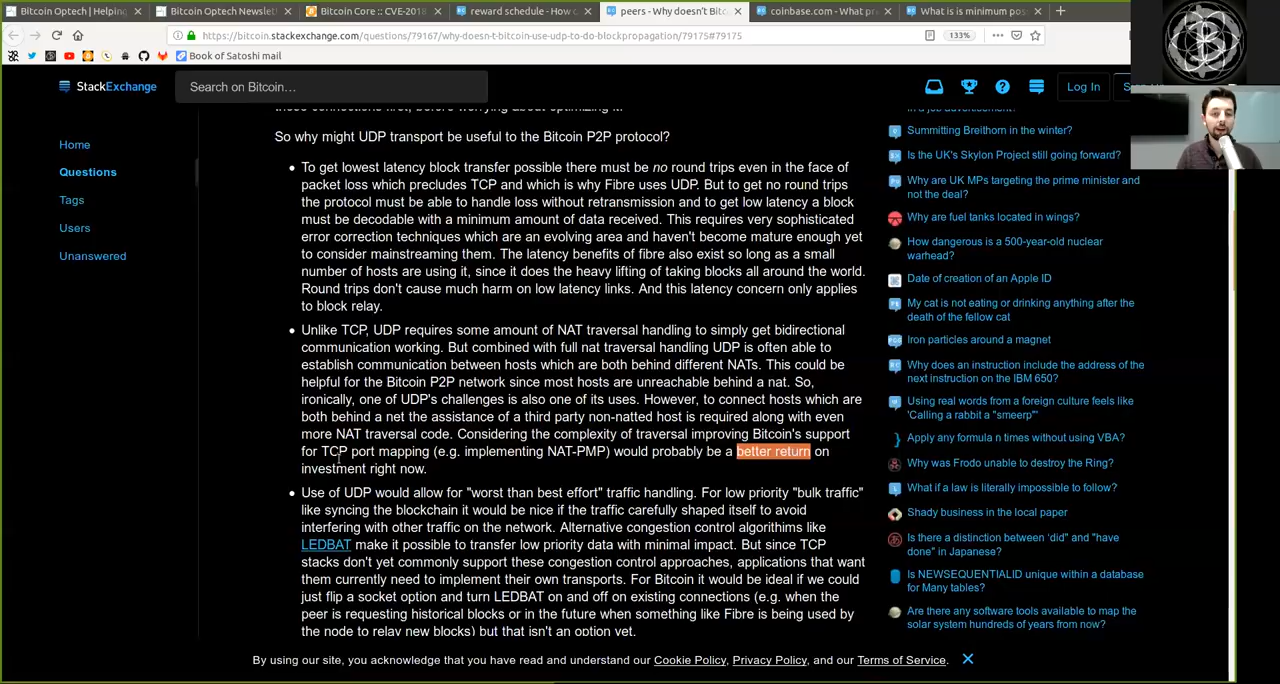 Bitcoin Optech | Helping
Bitcoin Optech Newslett
Bitcoin Core :: CVE-2018
reward schedule - How
peers - Why doesn't Bitc
coinbase.com - What pr
What is is minimum po
https://bitcoin.stackexchange.com/questions/79167/why-doesn-t-bitcoin-use-udp-to-do-blockpropagation/79175#79175
133%
Book of Satoshi mail
StackExchange
Search on Bitcoin…
Log In
these connections first, before worrying about optimizing it.
So why might UDP transport be useful to the Bitcoin P2P protocol?
Home
Questions
Tags
Users
Unanswered
• To get lowest latency block transfer possible there must be no round trips even in the face of
packet loss which precludes TCP and which is why Fibre uses UDP. But to get no round trips
the protocol must be able to handle loss without retransmission and to get low latency a block
must be decodable with a minimum amount of data received. This requires very sophisticated
error correction techniques which are an evolving area and haven't become mature enough yet
to consider mainstreaming them. The latency benefits of fibre also exist so long as a small
number of hosts are using it, since it does the heavy lifting of taking blocks all around the world.
Round trips don't cause much harm on low latency links. And this latency concern only applies
to block relay.
• Unlike TCP, UDP requires some amount of NAT traversal handling to simply get bidirectional
communication working. But combined with full nat traversal handling UDP is often able to
establish communication between hosts which are both behind different NATs. This could be
helpful for the Bitcoin P2P network since most hosts are unreachable behind a nat. So,
ironically, one of UDP's challenges is also one of its uses. However, to connect hosts which are
both behind a net the assistance of a third party non-natted host is required along with even
more NAT traversal code. Considering the complexity of traversal improving Bitcoin's support
for TCP port mapping (e.g. implementing NAT-PMP) would probably be a better return on
investment right now.
• Use of UDP would allow for "worst than best effort" traffic handling. For low priority "bulk traffic"
like syncing the blockchain it would be nice if the traffic carefully shaped itself to avoid
interfering with other traffic on the network. Alternative congestion control algorithms like
LEDBAT make it possible to transfer low priority data with minimal impact. But since TCP
stacks don't yet commonly support these congestion control approaches, applications that want
them currently need to implement their own transports. For Bitcoin it would be ideal if we could
just flip a socket option and turn LEDBAT on and off on existing connections (e.g. when the
peer is requesting historical blocks or in the future when something like Fibre is being used by
the node to relay new blocks) but that isn't an option yet.
in a job advertisement?
Summitting Breithorn in the winter?
Is the UK's Skylon Project still going forward?
Why are UK MPs targeting the prime minister and
not the deal?
Why are fuel tanks located in wings?
How dangerous is a 500-year-old nuclear
warhead?
Date of creation of an Apple ID
My cat is not eating or drinking anything after the
death of the fellow cat
Iron particles around a magnet
Why does an instruction include the address of the
next instruction on the IBM 650?
Using real words from a foreign culture feels like
'Calling a rabbit a "smeerp"'
Apply any formula n times without using VBA?
Why was Frodo unable to destroy the Ring?
What if a law is literally impossible to follow?
Shady business in the local paper
Is there a distinction between 'did" and "have
done" in Japanese?
Is NEWSEQUENTIALID unique within a database
for Many tables?
Are there any software tools available to map the
solar system hundreds of years from now?
By using our site, you acknowledge that you have read and understand our Cookie Policy, Privacy Policy, and our Terms of Service.